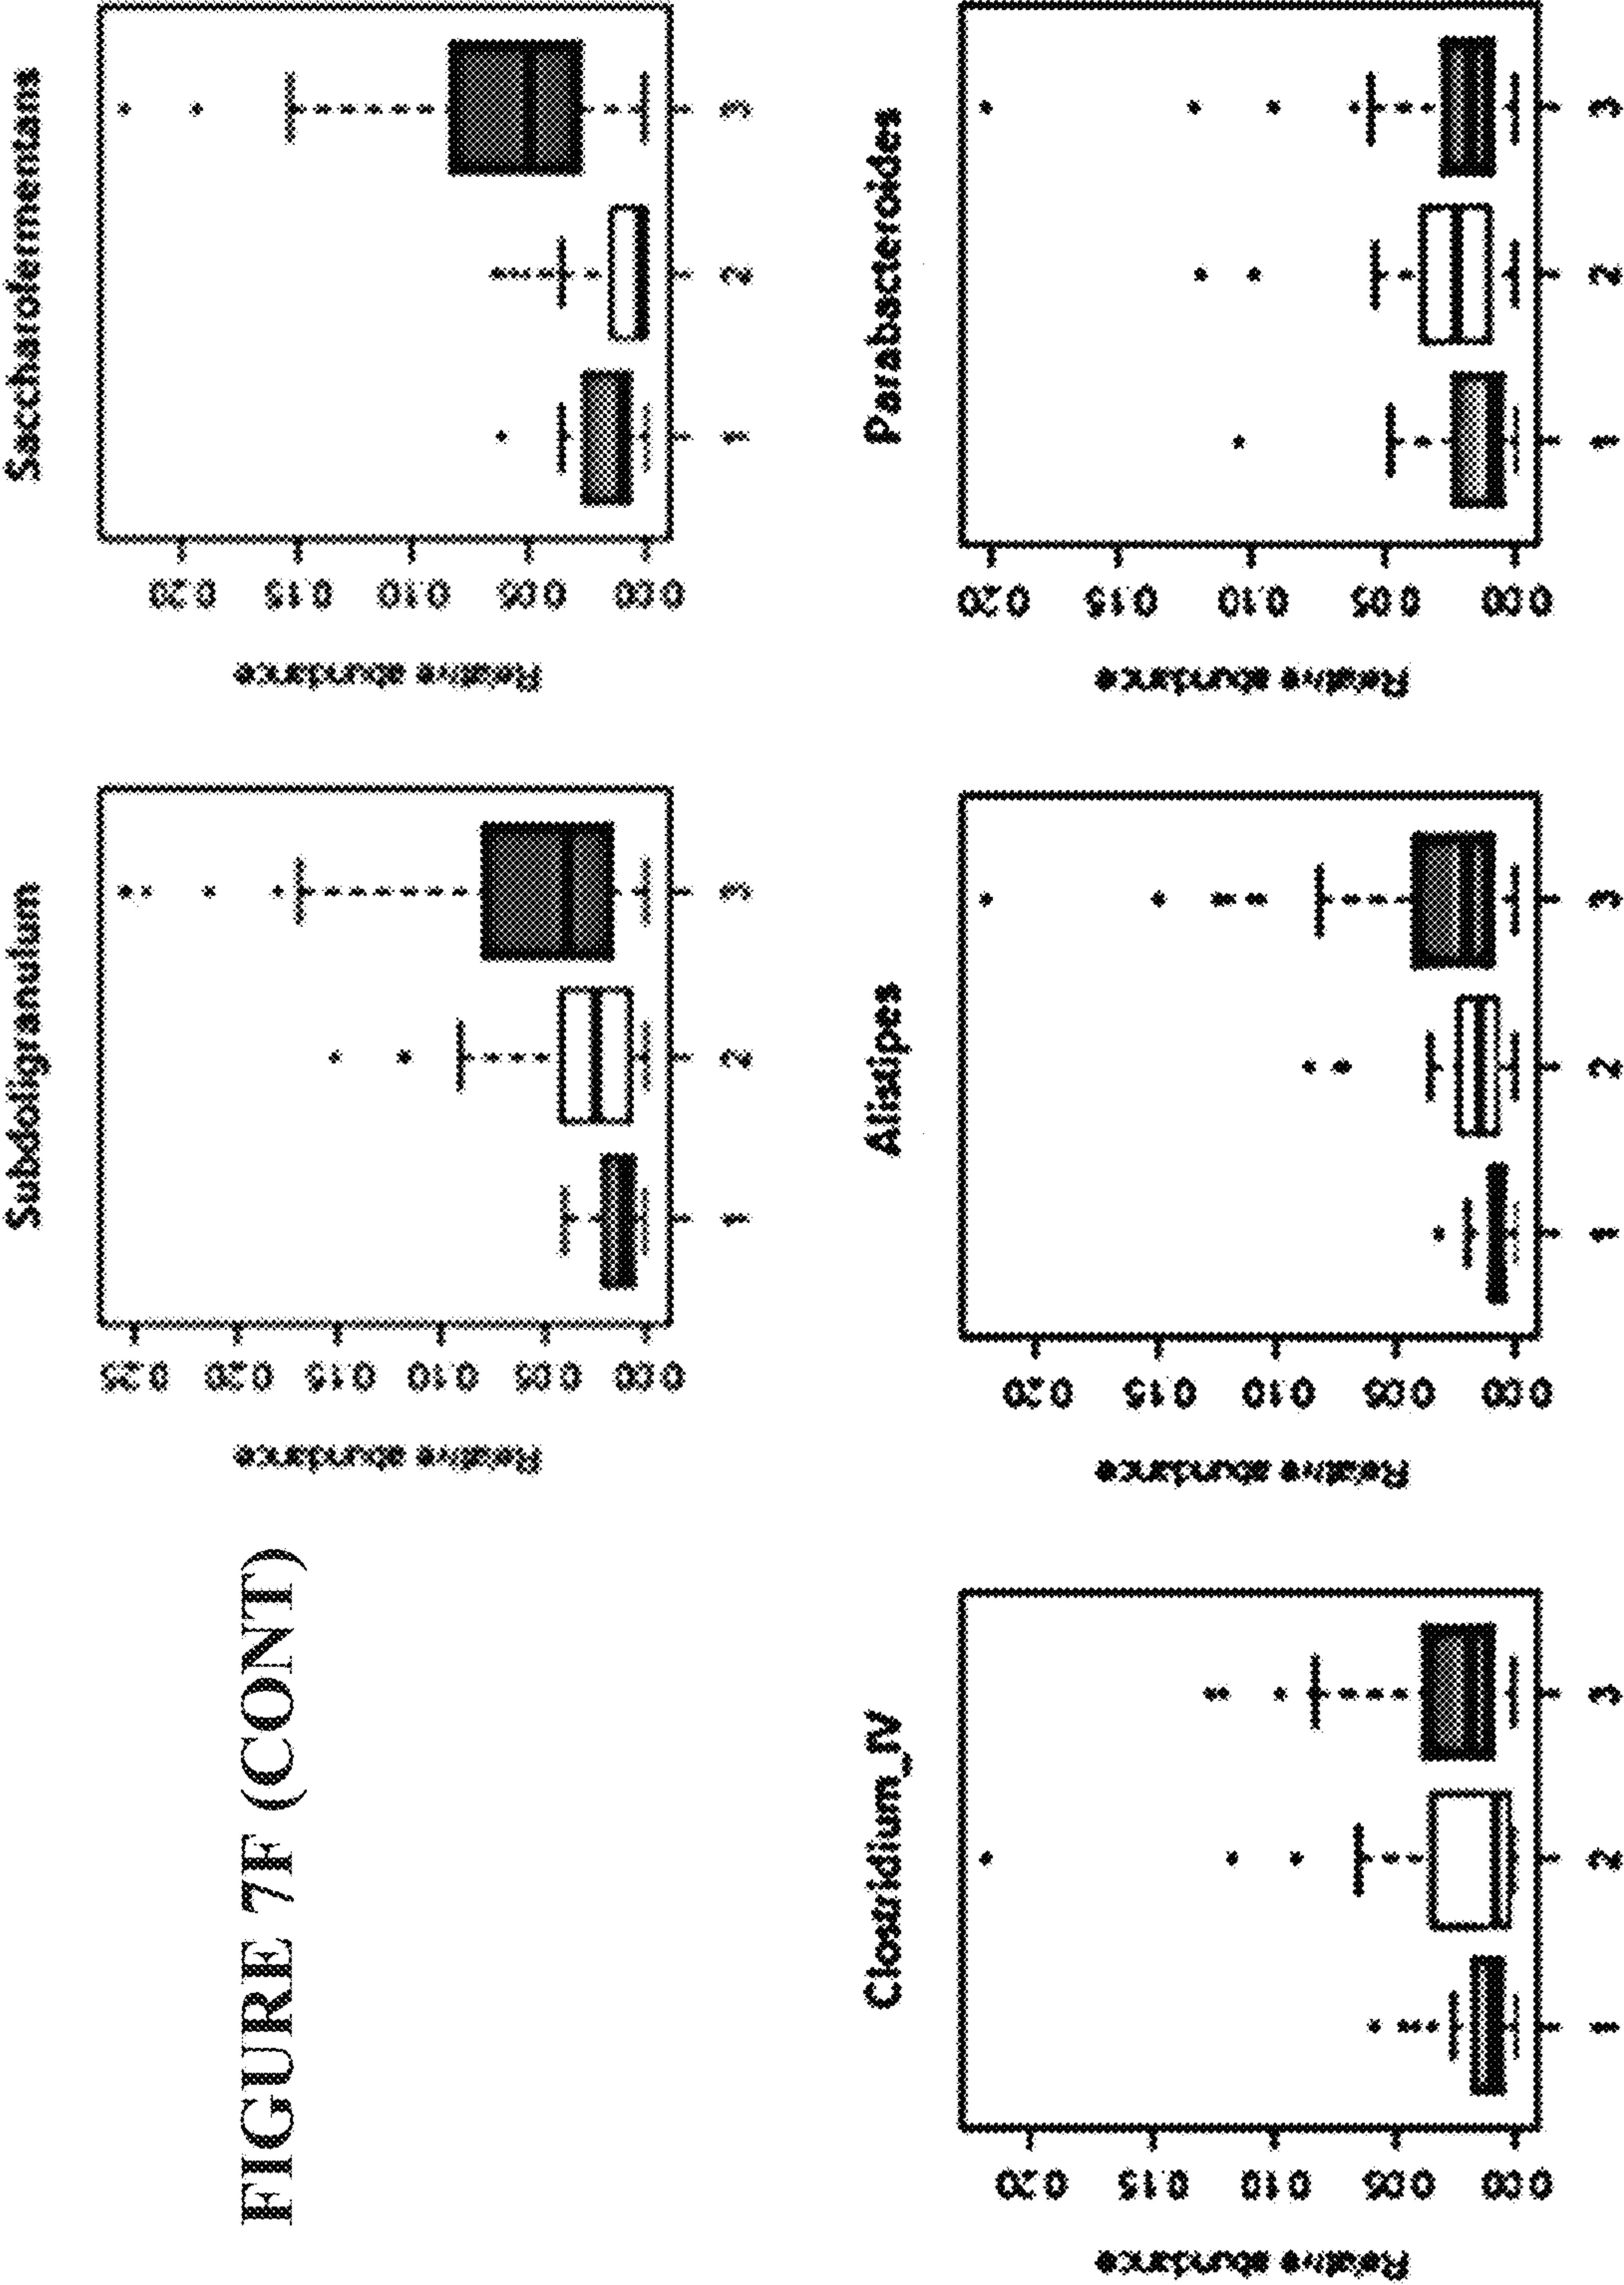 FIGURE 7F (CONT)
Subdoligranulum
Relative abundance
0.25
0.20
0.15
0.10
0.05
0.00
1 2 3
Saccharofermentans
Relative abundance
0.20
0.15
0.10
0.05
0.00
1 2 3
Clostridium_IV
Relative abundance
0.20
0.15
0.10
0.05
0.00
1 2 3
Alistipes
Relative abundance
0.20
0.15
0.10
0.05
0.00
1 2 3
Parabacteroides
Relative abundance
0.20
0.15
0.10
0.05
0.00
1 2 3